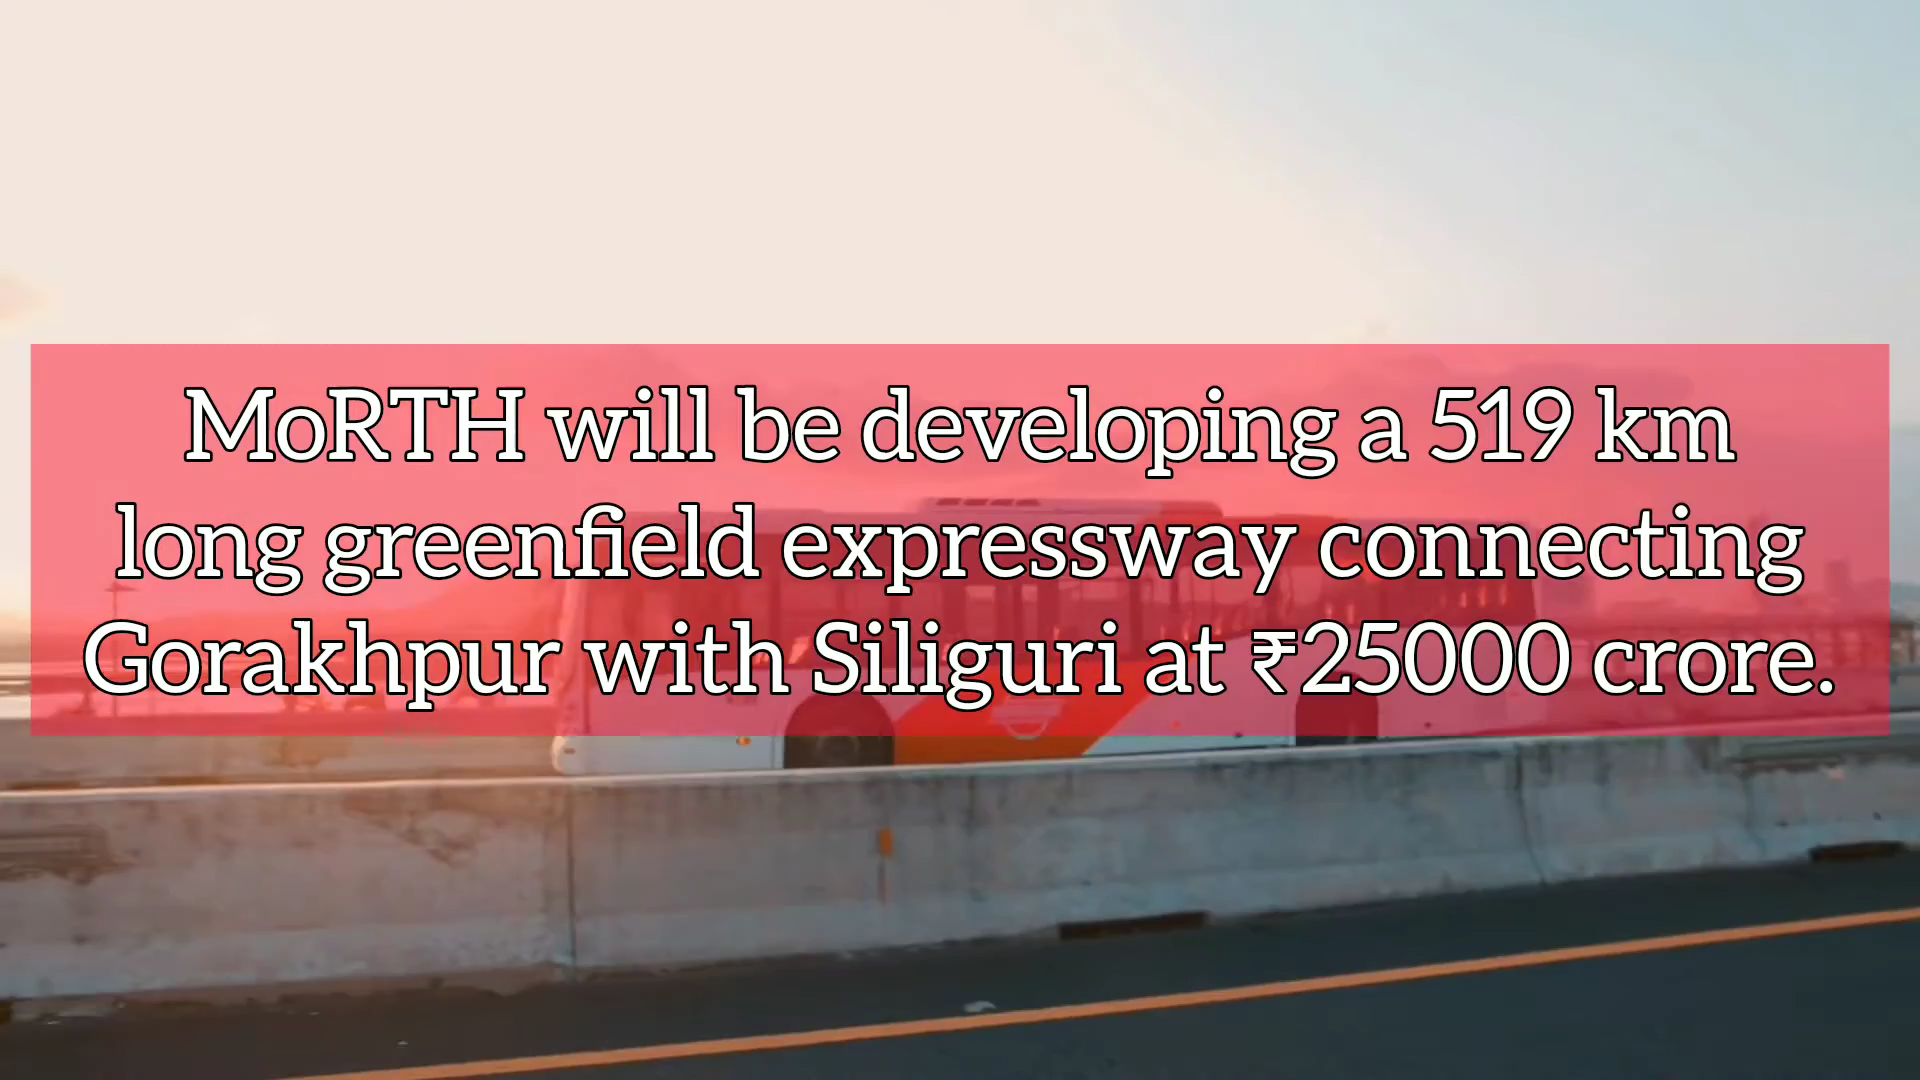 MoRTH will be developing a 519 km
long greenfield expressway connecting
Gorakhpur with Siliguri at ₹25000 crore.